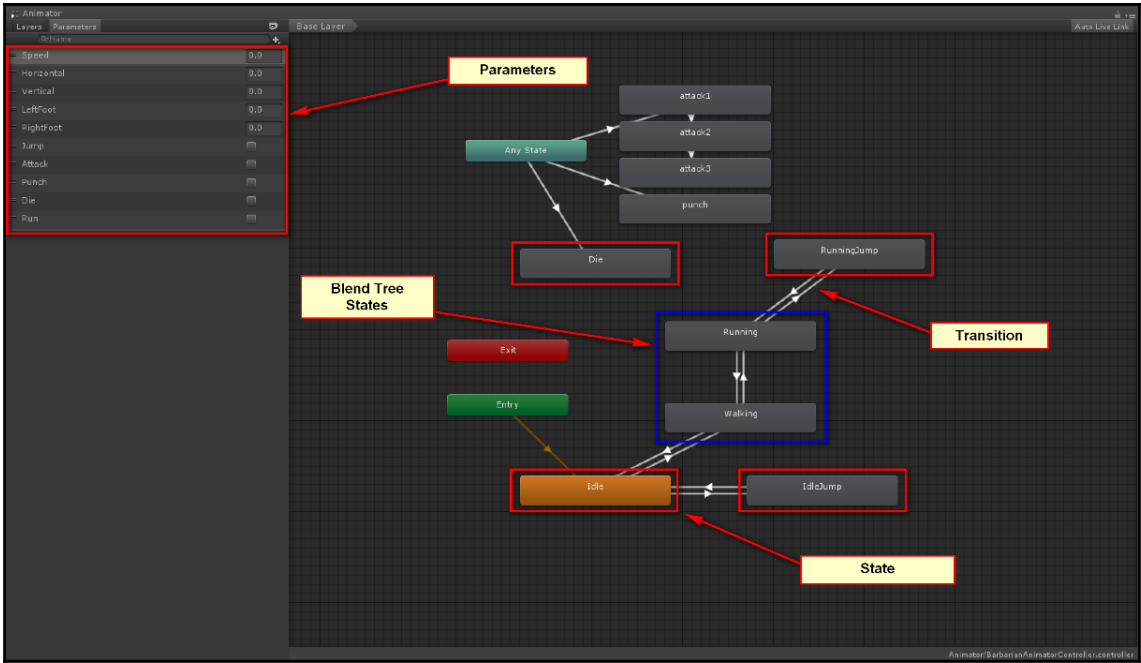 Animator
Layers Parameters
Name
Base Layer
Auto Live Link
Speed 0.0
Horizontal 0.0
Vertical 0.0
LeftFoot 0.0
RightFoot 0.0
Jump
Attack
Punch
Die
Run
Parameters
attack1
attack2
attack3
punch
Any State
Die
RunningJump
Blend Tree
States
Running
Transition
Exit
Entry
Walking
Idle
IdleJump
State
Animator/BarbarianAnimatorController.controller